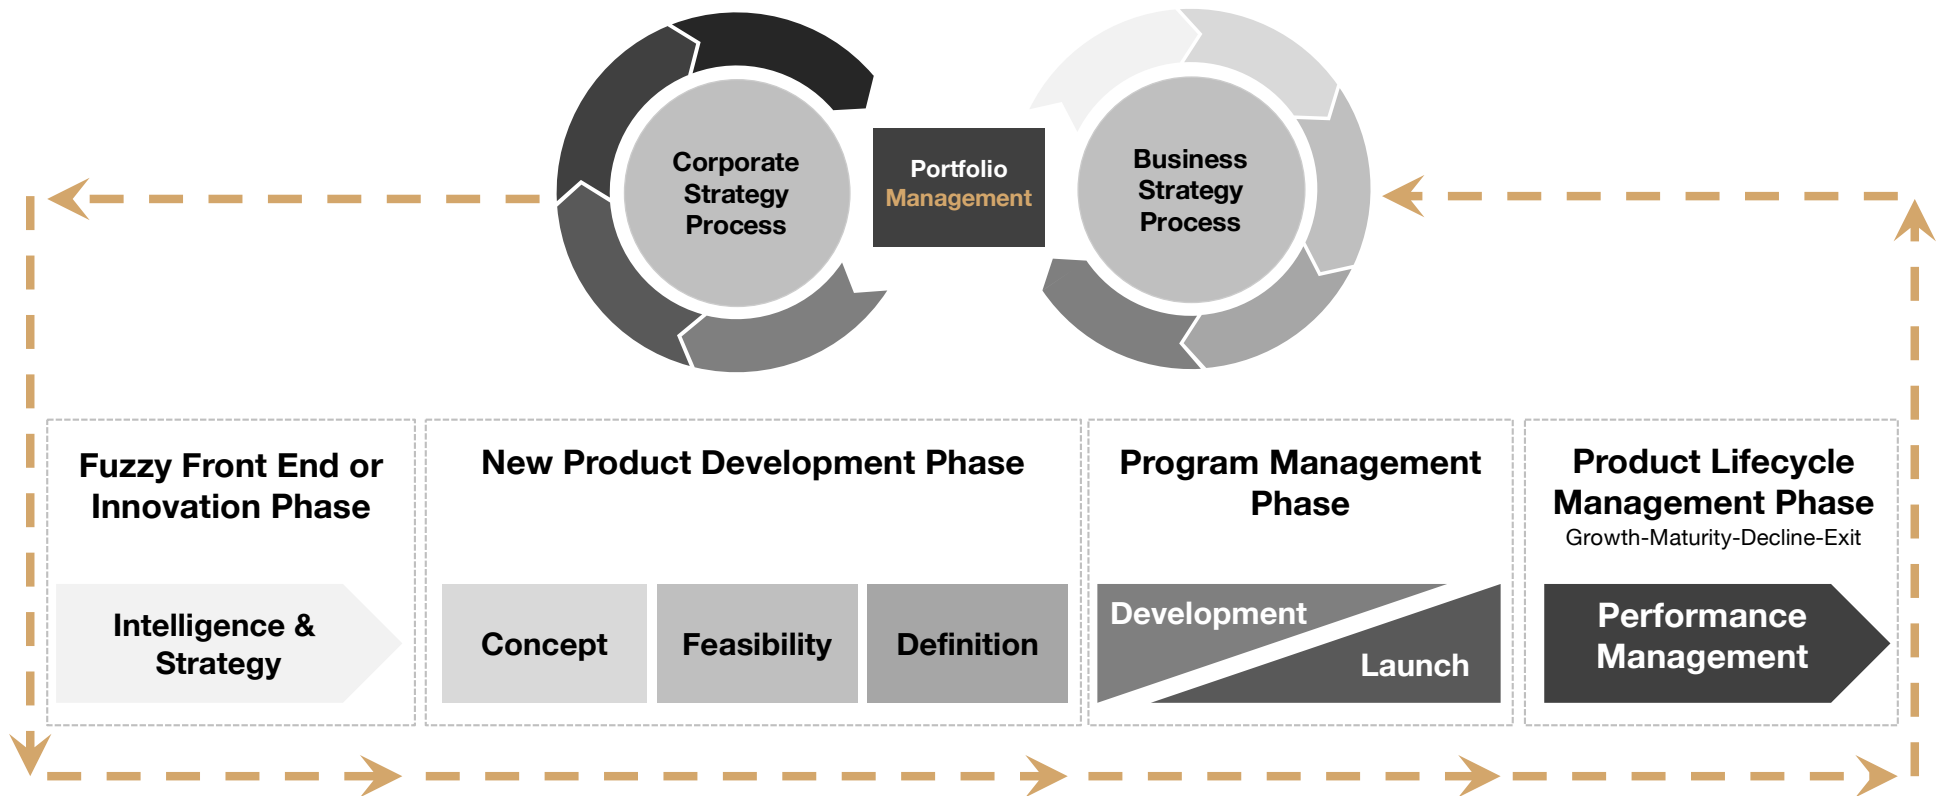 Corporate
Strategy
Process
Portfolio
Management
Business
Strategy
Process
Fuzzy Front End or
Innovation Phase
Intelligence &
Strategy
New Product Development Phase
Concept
Feasibility
Definition
Program Management
Phase
Development
Launch
Product Lifecycle
Management Phase
Growth-Maturity-Decline-Exit
Performance
Management